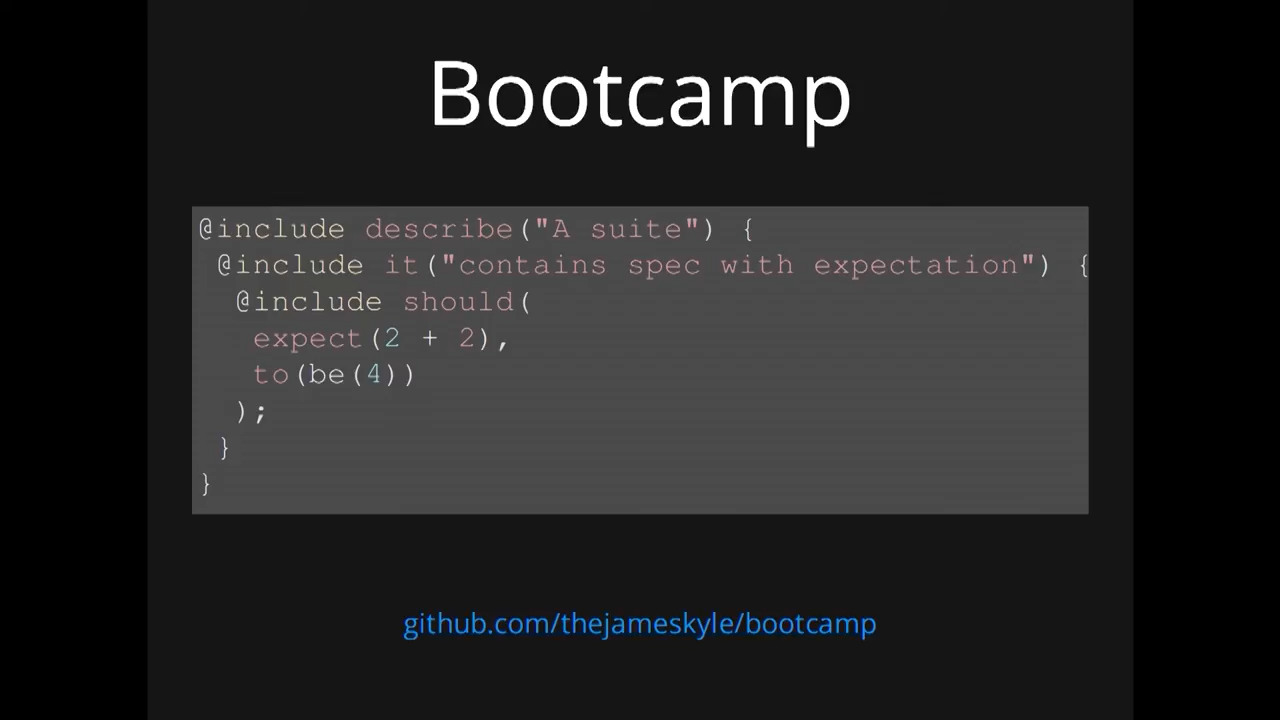 Bootcamp
@include describe("A suite") {
@include it("contains spec with expectation") {
@include should(
expect(2 + 2),
to(be(4))
);
}
}
github.com/thejameskyle/bootcamp